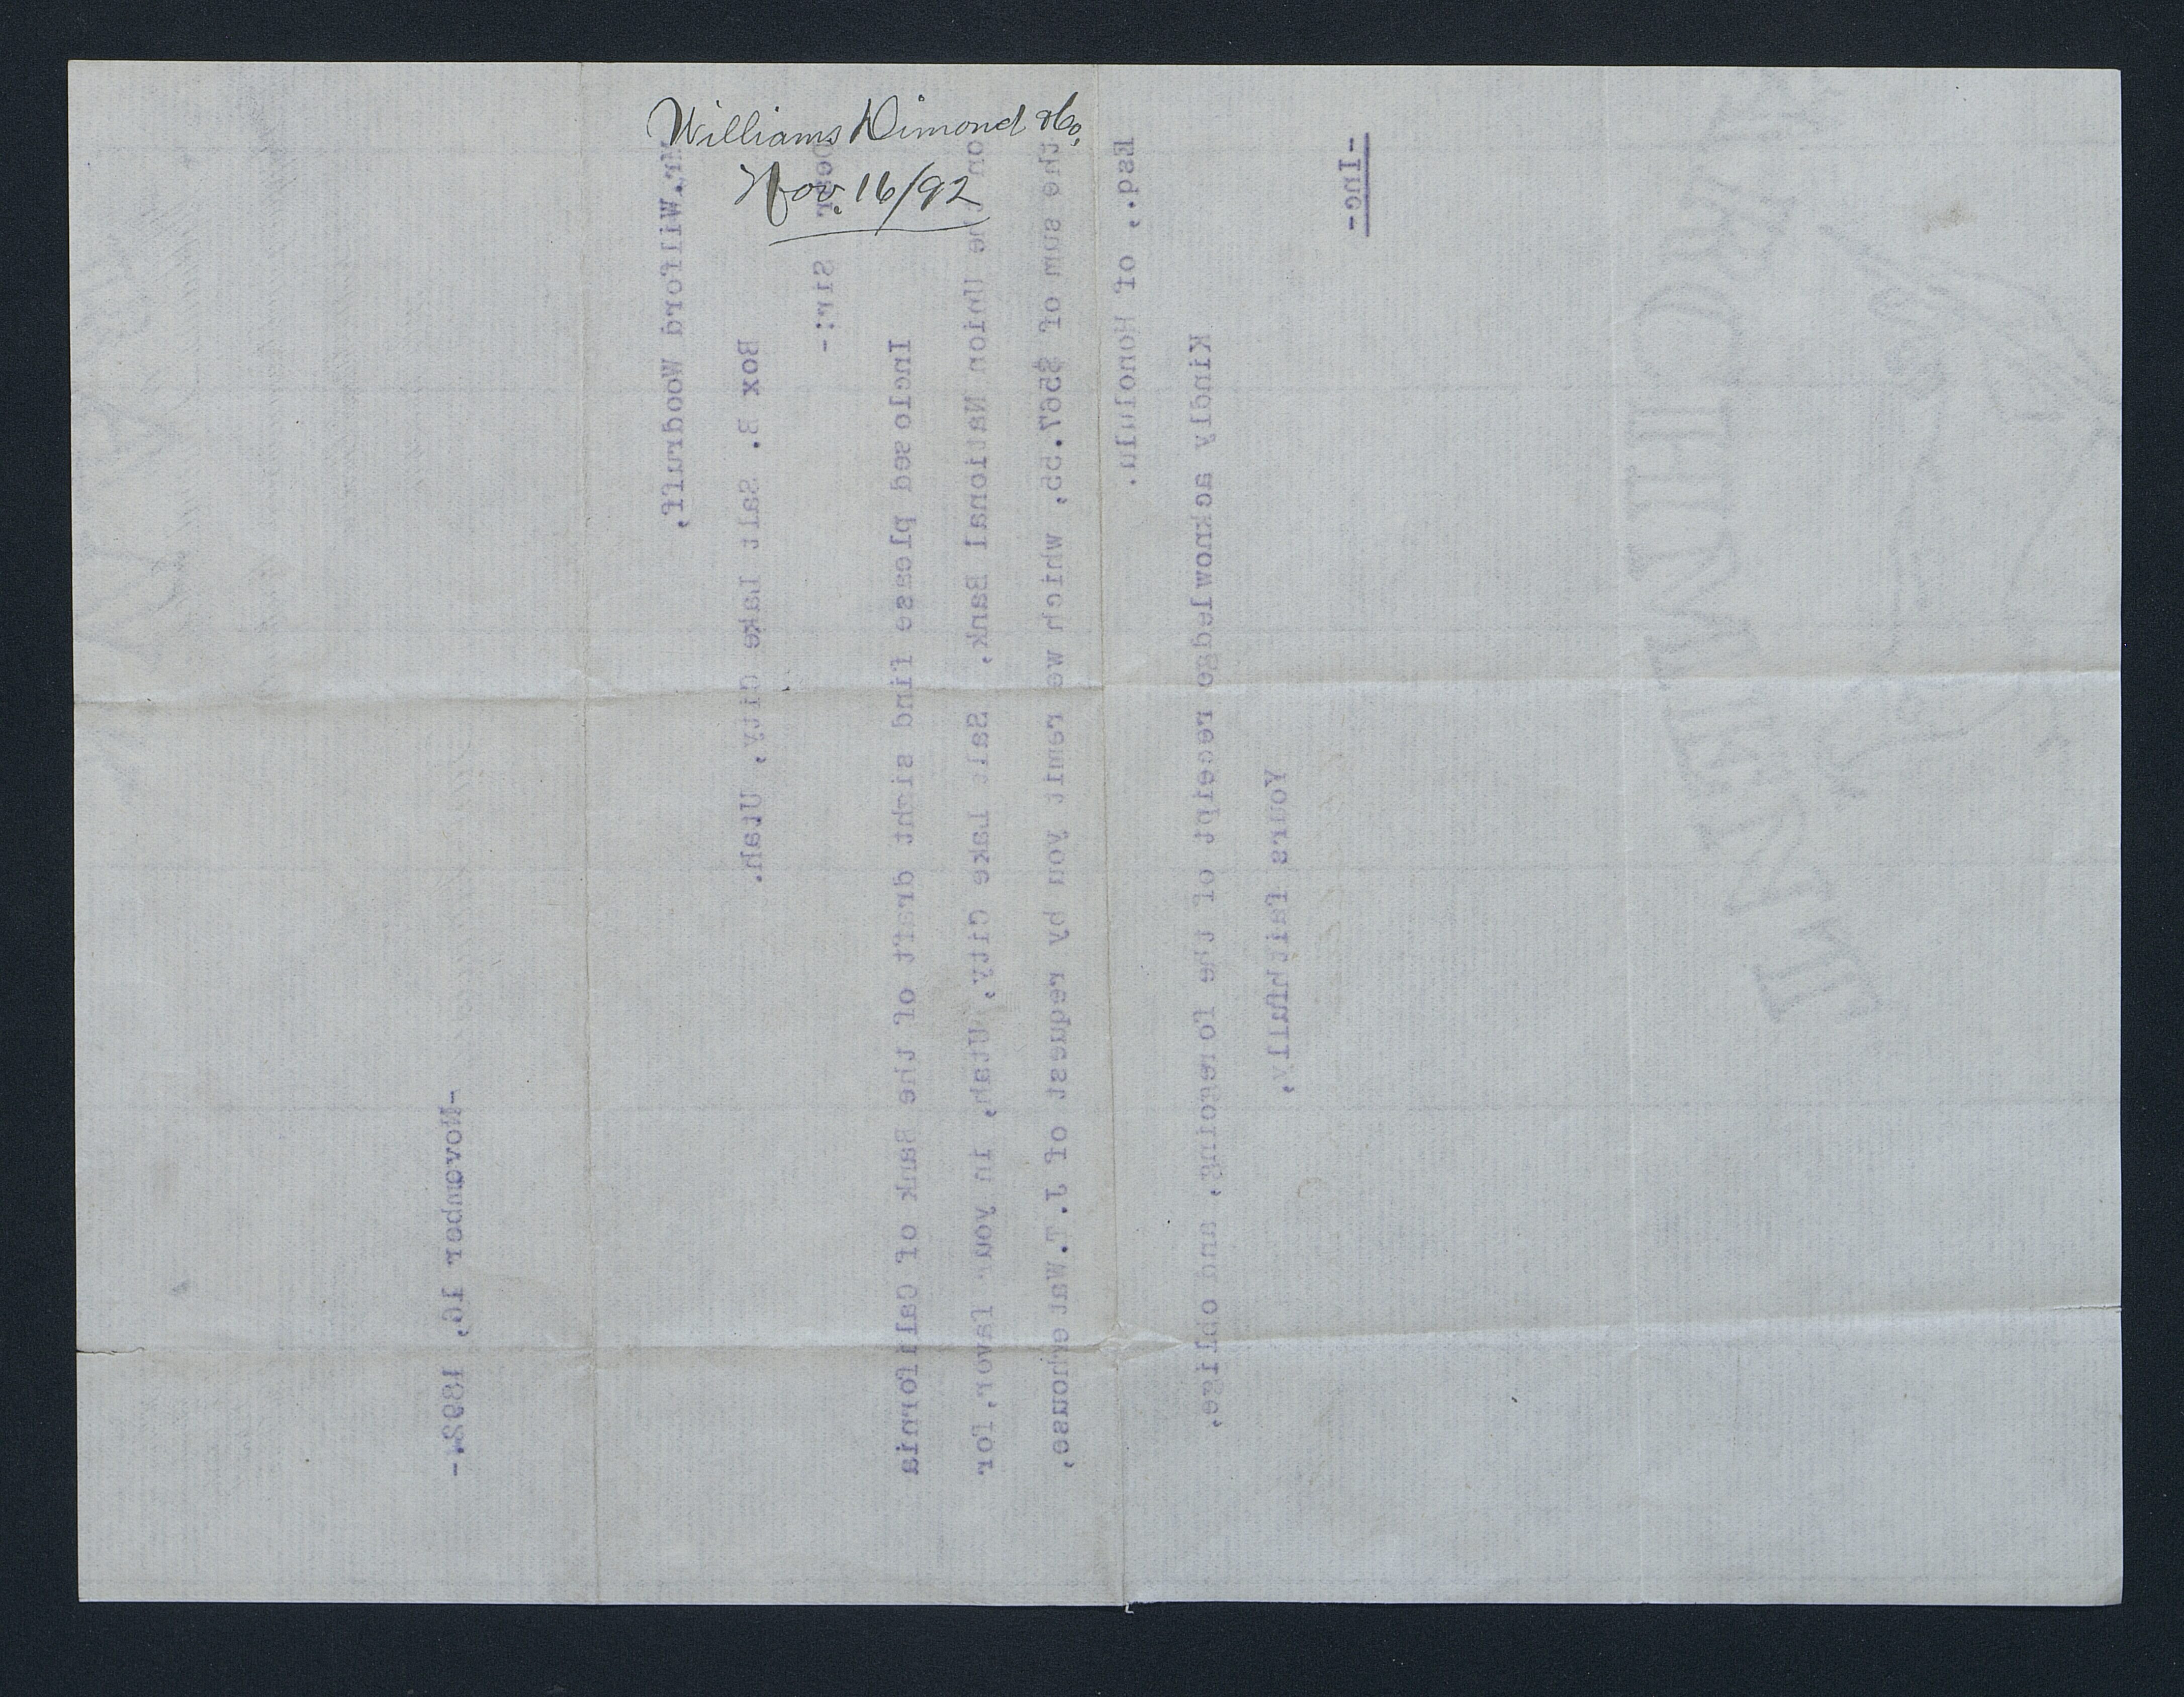 Williams Dimond & Co.
Nov. 16/92
-November 16, 1892.-
Mr. Wilford Woodruff,
Box B. Salt Lake City, Utah.
Dear Sir:-
Inclosed please find sight draft of the Bank of California
on the Union National Bank, Salt Lake City, Utah, in your favor, for
the sum of $567.55, which we remit you by request of J.T.Waterhouse,
Esq., of Honolulu.
Kindly acknowledge receipt of the foregoing, and oblige,
Yours faithfully,
-Inc-